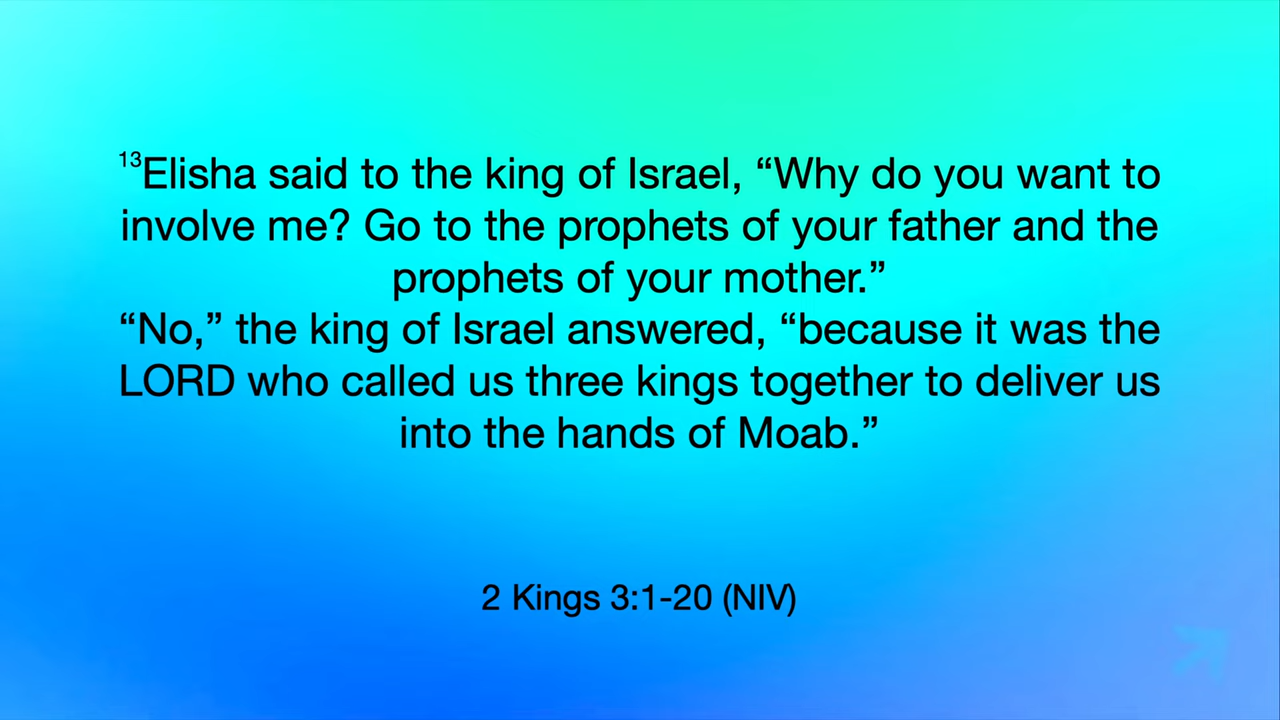 13Elisha said to the king of Israel, “Why do you want to
involve me? Go to the prophets of your father and the
prophets of your mother.”
“No,” the king of Israel answered, “because it was the
LORD who called us three kings together to deliver us
into the hands of Moab.”
2 Kings 3:1-20 (NIV)